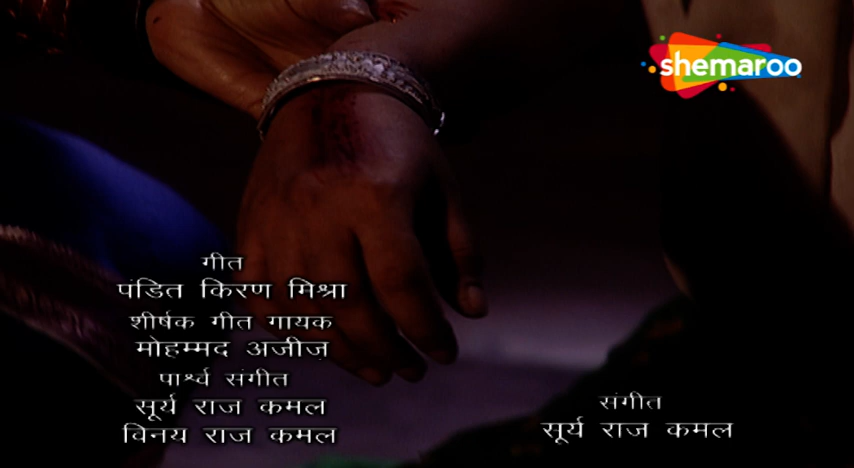 shemaroo
गीत
पंडित किरण मिश्रा
शीर्षक गीत गायक
मोहम्मद अजीज़
पार्श्व संगीत
सूर्य राज कमल
विनय राज कमल
संगीत
सूर्य राज कमल